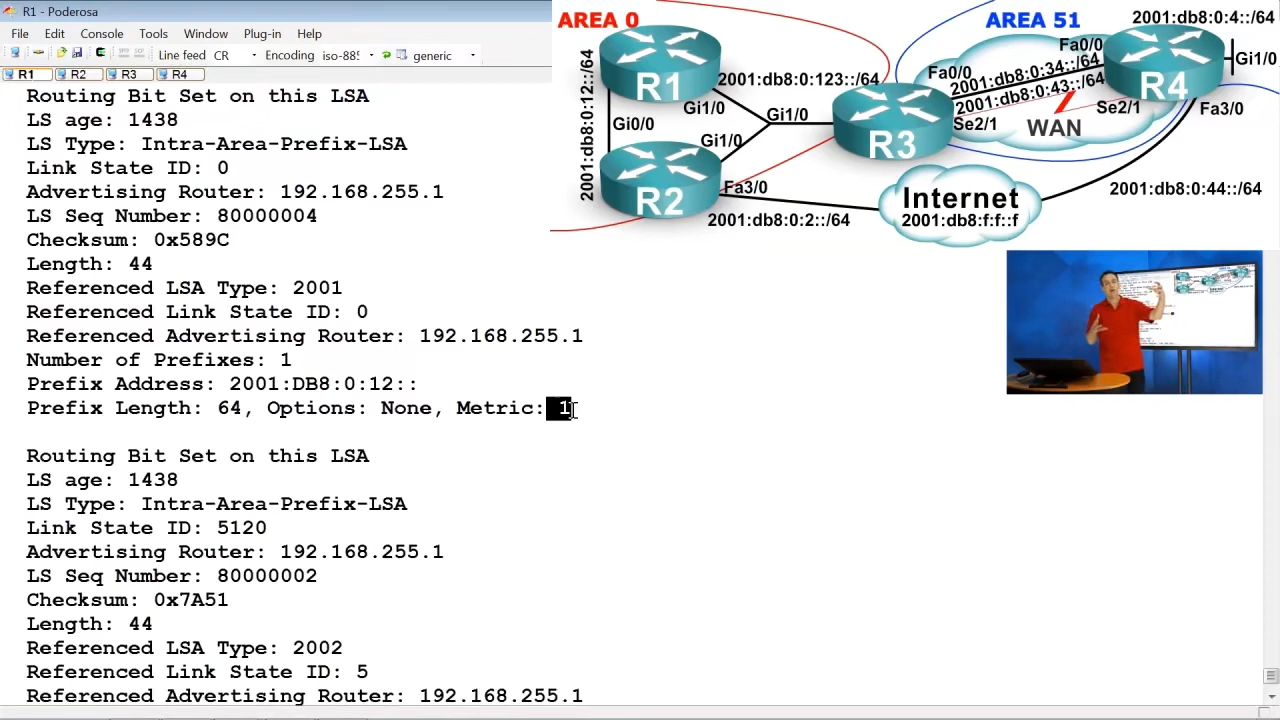 R1 - Poderosa
File Edit Console Tools Window Plug-in Help
Line feed CR Encoding iso-88: generic
R1 R2 R3 R4
Routing Bit Set on this LSA
LS age: 1438
LS Type: Intra-Area-Prefix-LSA
Link State ID: 0
Advertising Router: 192.168.255.1
LS Seq Number: 80000004
Checksum: 0x589C
Length: 44
Referenced LSA Type: 2001
Referenced Link State ID: 0
Referenced Advertising Router: 192.168.255.1
Number of Prefixes: 1
Prefix Address: 2001:DB8:0:12::
Prefix Length: 64, Options: None, Metric: 1
Routing Bit Set on this LSA
LS age: 1438
LS Type: Intra-Area-Prefix-LSA
Link State ID: 5120
Advertising Router: 192.168.255.1
LS Seq Number: 80000002
Checksum: 0x7A51
Length: 44
Referenced LSA Type: 2002
Referenced Link State ID: 5
Referenced Advertising Router: 192.168.255.1
AREA 0
AREA 51
2001:db8:0:4::/64
Fa0/0
Gi1/0
R4
2001:db8:0:12::/64
R1
2001:db8:0:123::/64
Fa0/0
2001:db8:0:34::/64
2001:db8:0:43::/64
Gi1/0
Gi1/0
Gi0/0
Gi1/0
R3
Se2/1
WAN
Se2/1
Fa3/0
R2
Fa3/0
2001:db8:0:2::/64
Internet
2001:db8:f:f::f
2001:db8:0:44::/64